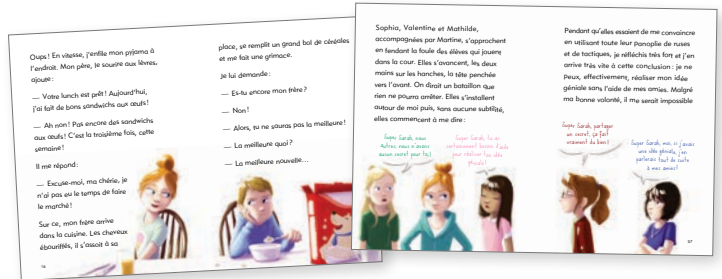 Oups! En vitesse, j'enfile mon pyjama à
l'endroit. Mon père, le sourire aux lèvres,
ajoute :
— Votre lunch est prêt! Aujourd'hui,
j'ai fait de bons sandwichs aux œufs!
— Ah non! Pas encore des sandwichs
aux œufs! C'est la troisième fois, cette
semaine!
Il me répond :
— Excuse-moi, ma chérie, je
n'ai pas eu le temps de faire
le marché!
Sur ce, mon frère arrive
dans la cuisine. Les cheveux
ébouriffés, il s'assoit à sa
16
place, se remplit un grand bol de céréales
et me fait une grimace.
Je lui demande :
— Es-tu encore mon frère?
— Non!
— Alors, tu ne sauras pas la meilleure!
— La meilleure quoi?
— La meilleure nouvelle...
Sophia, Valentine et Mathilde,
accompagnées par Martine, s'approchent
en fendant la foule des élèves qui jouent
dans la cour. Elles s'avancent, les deux
mains sur les hanches, la tête penchée
vers l'avant. On dirait un bataillon que
rien ne pourra arrêter. Elles s'installent
autour de moi puis, sans aucune subtilité,
elles commencent à me dire :
Super Sarah, nous
autres, nous n'avons
aucun secret pour toi!
Super Sarah, tu as
certainement besoin d'aide
pour réaliser ton idée
géniale!
Pendant qu'elles essaient de me convaincre
en utilisant toute leur panoplie de ruses
et de tactiques, je réfléchis très fort et j'en
arrive très vite à cette conclusion : je ne
peux, effectivement, réaliser mon idée
géniale sans l'aide de mes amies. Malgré
ma bonne volonté, il me serait impossible
Super Sarah, partager
un secret, ça fait
vraiment du bien!
Super Sarah, moi, si j'avais
une idée géniale, j'en
parlerais tout de suite
à mes amies!
57